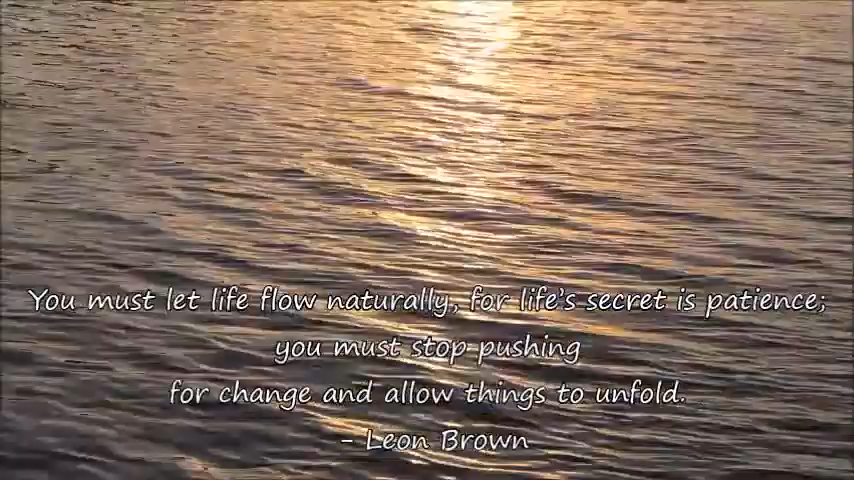 You must let life flow naturally, for life's secret is patience;
you must stop pushing
for change and allow things to unfold.
- Leon Brown